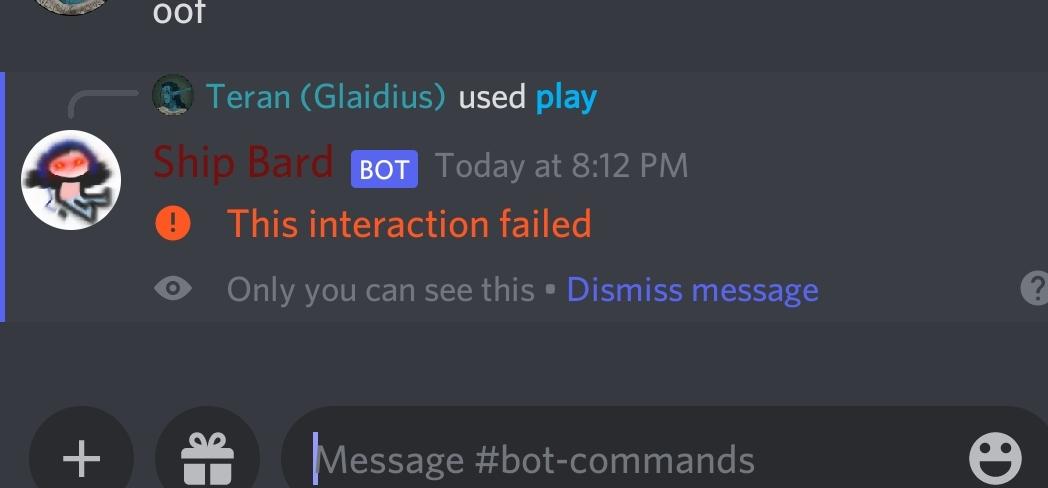 oof
Teran (Glaidius) used play
Ship Bard BOT Today at 8:12 PM
! This interaction failed
Only you can see this • Dismiss message
?
Message #bot-commands